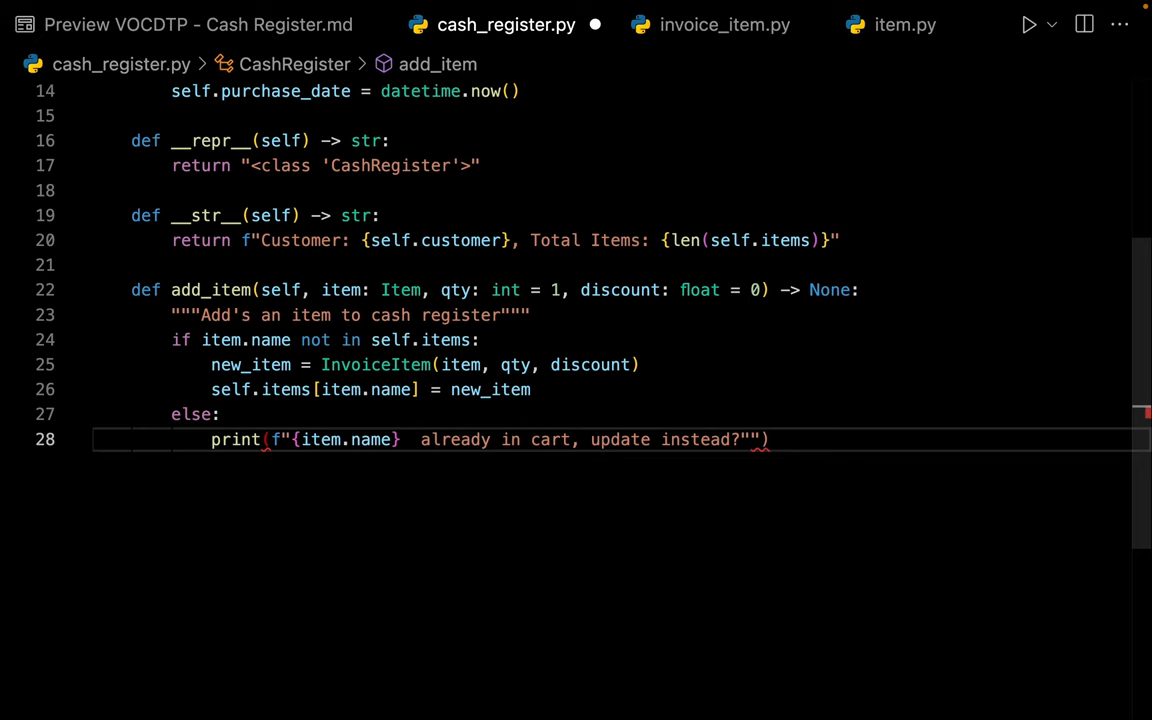 Preview VOCDTP - Cash Register.md cash_register.py invoice_item.py item.py
cash_register.py > CashRegister > add_item
14 self.purchase_date = datetime.now()
15
16 def __repr__(self) -> str:
17 return "<class 'CashRegister'>"
18
19 def __str__(self) -> str:
20 return f"Customer: {self.customer}, Total Items: {len(self.items)}"
21
22 def add_item(self, item: Item, qty: int = 1, discount: float = 0) -> None:
23 """Add's an item to cash register"""
24 if item.name not in self.items:
25 new_item = InvoiceItem(item, qty, discount)
26 self.items[item.name] = new_item
27 else:
28 print(f"{item.name}  already in cart, update instead?"")